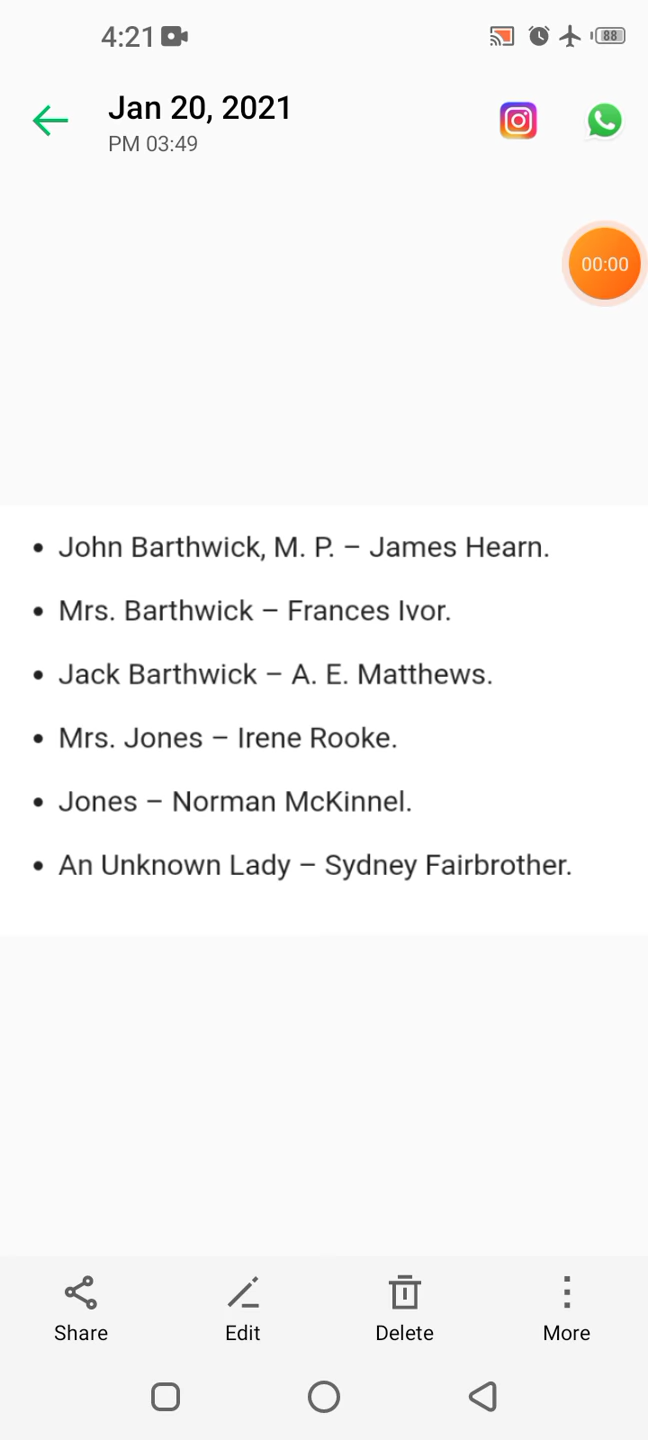 4:21
88
Jan 20, 2021
PM 03:49
00:00
• John Barthwick, M. P. – James Hearn.
• Mrs. Barthwick – Frances Ivor.
• Jack Barthwick – A. E. Matthews.
• Mrs. Jones – Irene Rooke.
• Jones – Norman McKinnel.
• An Unknown Lady – Sydney Fairbrother.
Share Edit Delete More